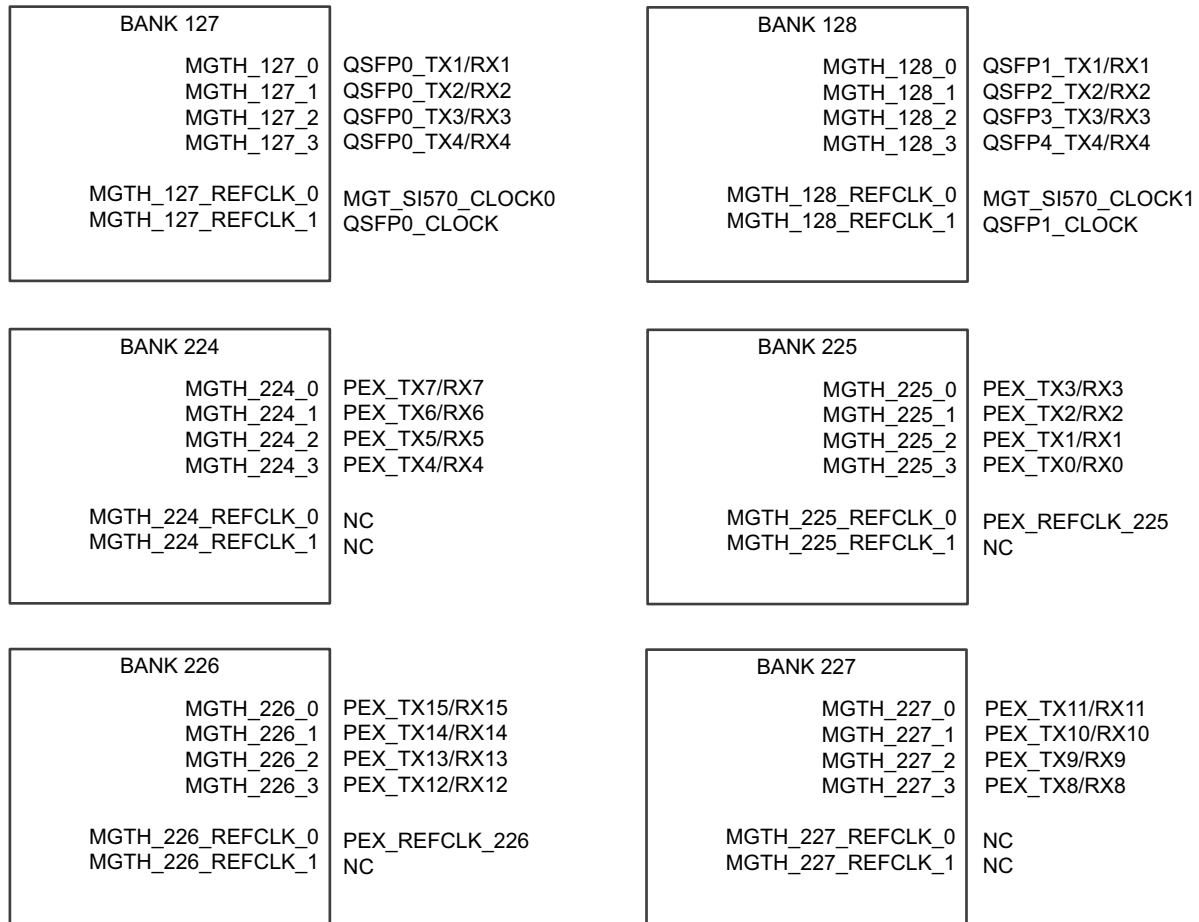 BANK 127
MGTH_127_0 QSFP0_TX1/RX1
MGTH_127_1 QSFP0_TX2/RX2
MGTH_127_2 QSFP0_TX3/RX3
MGTH_127_3 QSFP0_TX4/RX4
MGTH_127_REFCLK_0 MGT_SI570_CLOCK0
MGTH_127_REFCLK_1 QSFP0_CLOCK
BANK 128
MGTH_128_0 QSFP1_TX1/RX1
MGTH_128_1 QSFP2_TX2/RX2
MGTH_128_2 QSFP3_TX3/RX3
MGTH_128_3 QSFP4_TX4/RX4
MGTH_128_REFCLK_0 MGT_SI570_CLOCK1
MGTH_128_REFCLK_1 QSFP1_CLOCK
BANK 224
MGTH_224_0 PEX_TX7/RX7
MGTH_224_1 PEX_TX6/RX6
MGTH_224_2 PEX_TX5/RX5
MGTH_224_3 PEX_TX4/RX4
MGTH_224_REFCLK_0 NC
MGTH_224_REFCLK_1 NC
BANK 225
MGTH_225_0 PEX_TX3/RX3
MGTH_225_1 PEX_TX2/RX2
MGTH_225_2 PEX_TX1/RX1
MGTH_225_3 PEX_TX0/RX0
MGTH_225_REFCLK_0 PEX_REFCLK_225
MGTH_225_REFCLK_1 NC
BANK 226
MGTH_226_0 PEX_TX15/RX15
MGTH_226_1 PEX_TX14/RX14
MGTH_226_2 PEX_TX13/RX13
MGTH_226_3 PEX_TX12/RX12
MGTH_226_REFCLK_0 PEX_REFCLK_226
MGTH_226_REFCLK_1 NC
BANK 227
MGTH_227_0 PEX_TX11/RX11
MGTH_227_1 PEX_TX10/RX10
MGTH_227_2 PEX_TX9/RX9
MGTH_227_3 PEX_TX8/RX8
MGTH_227_REFCLK_0 NC
MGTH_227_REFCLK_1 NC